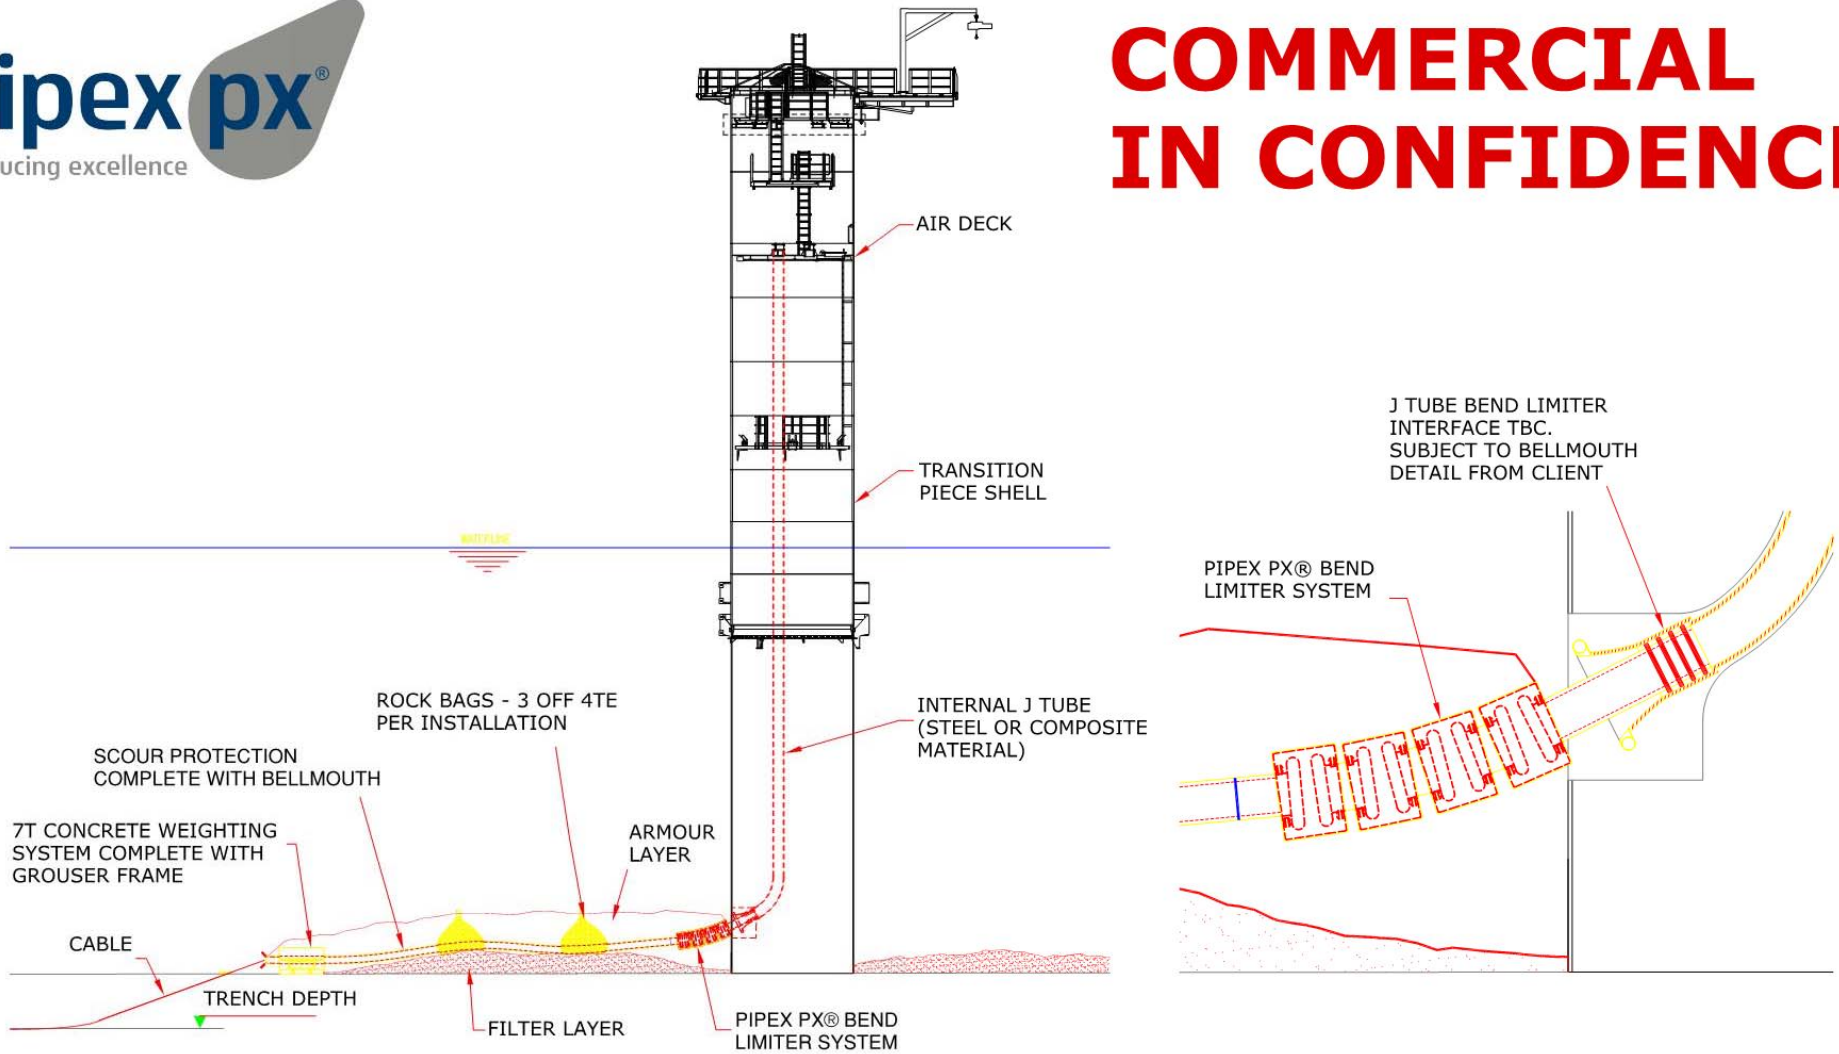 ipex px®
ucing excellence
COMMERCIAL
IN CONFIDENC
AIR DECK
TRANSITION
PIECE SHELL
J TUBE BEND LIMITER
INTERFACE TBC.
SUBJECT TO BELLMOUTH
DETAIL FROM CLIENT
WATERLINE
PIPEX PX® BEND
LIMITER SYSTEM
INTERNAL J TUBE
(STEEL OR COMPOSITE
MATERIAL)
ROCK BAGS - 3 OFF 4TE
PER INSTALLATION
SCOUR PROTECTION
COMPLETE WITH BELLMOUTH
7T CONCRETE WEIGHTING
SYSTEM COMPLETE WITH
GROUSER FRAME
ARMOUR
LAYER
CABLE
TRENCH DEPTH
FILTER LAYER
PIPEX PX® BEND
LIMITER SYSTEM